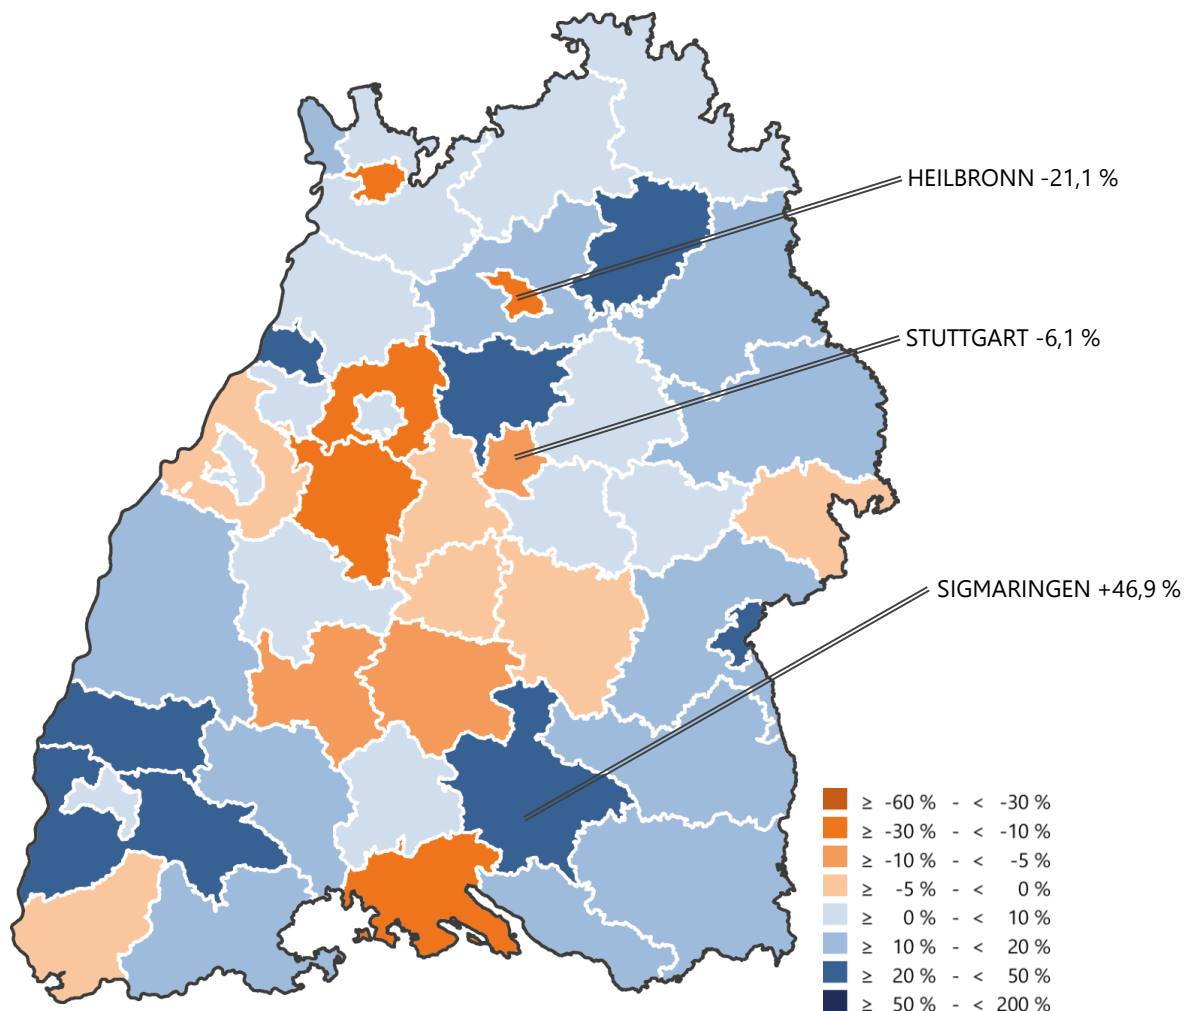 HEILBRONN -21,1 %
STUTTGART -6,1 %
SIGMARINGEN +46,9 %
≥ -60 % - < -30 %
≥ -30 % - < -10 %
≥ -10 % - < -5 %
≥ -5 % - < 0 %
≥ 0 % - < 10 %
≥ 10 % - < 20 %
≥ 20 % - < 50 %
≥ 50 % - < 200 %